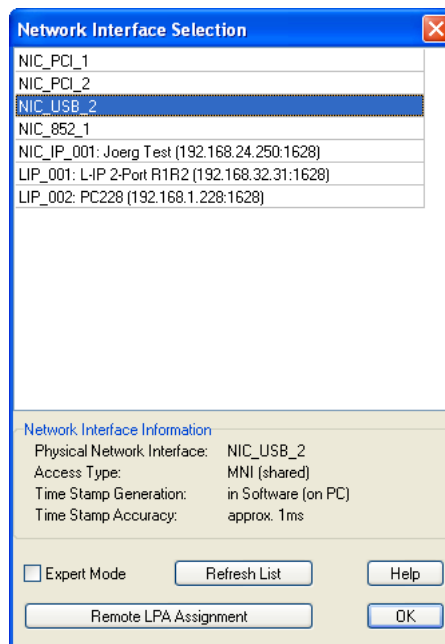 Network Interface Selection
NIC_PCI_1
NIC_PCI_2
NIC_USB_2
NIC_852_1
NIC_IP_001: Joerg Test (192.168.24.250:1628)
LIP_001: L-IP 2-Port R1R2 (192.168.32.31:1628)
LIP_002: PC228 (192.168.1.228:1628)
Network Interface Information
Physical Network Interface: NIC_USB_2
Access Type: MNI (shared)
Time Stamp Generation: in Software (on PC)
Time Stamp Accuracy: approx. 1ms
Expert Mode Refresh List Help
Remote LPA Assignment OK